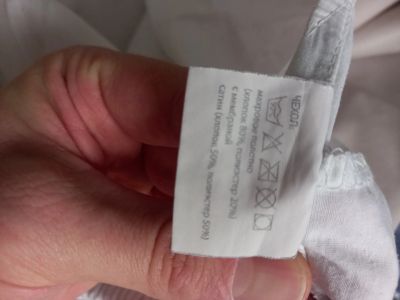 ЧЕХОЛ:
махровое полотно
(хлопок 80%, полиэстер 20%)
с мембраной
сатин (хлопок 50%, полиэстер 50%)